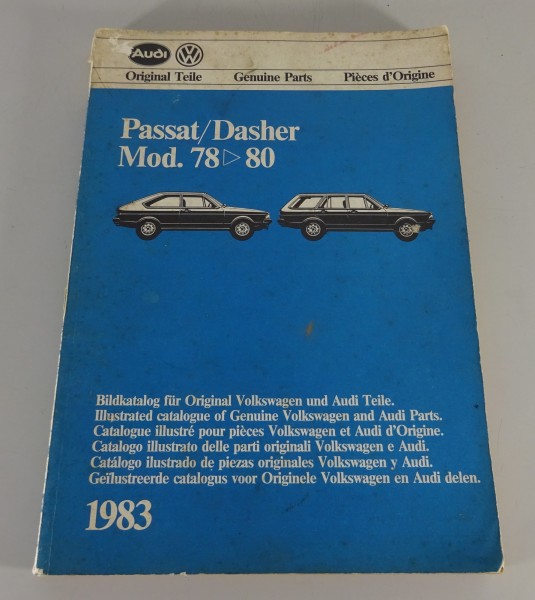 Audi VW
Original Teile Genuine Parts Pièces d'Origine
Passat/Dasher
Mod. 78▷80
Bildkatalog für Original Volkswagen und Audi Teile.
Illustrated catalogue of Genuine Volkswagen and Audi Parts.
Catalogue illustré pour pièces Volkswagen et Audi d'Origine.
Catalogo illustrato delle parti originali Volkswagen e Audi.
Catálogo ilustrado de piezas originales Volkswagen y Audi.
Geïlustreerde catalogus voor Originele Volkswagen en Audi delen.
1983